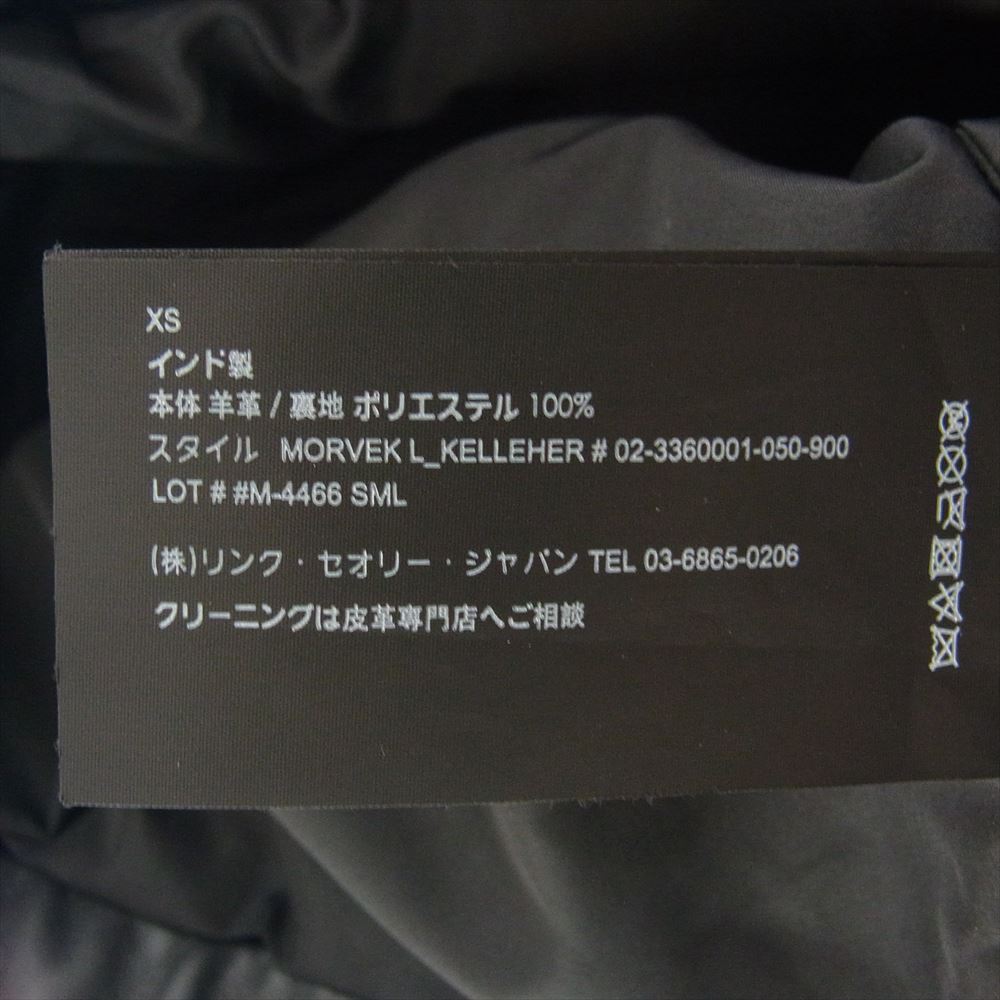 XS
インド製
本体 羊革 / 裏地 ポリエステル 100%
スタイル MORVEK L_KELLEHER # 02-3360001-050-900
LOT # #M-4466 SML
(株)リンク・セオリー・ジャパン TEL 03-6865-0206
クリーニングは皮革専門店へご相談